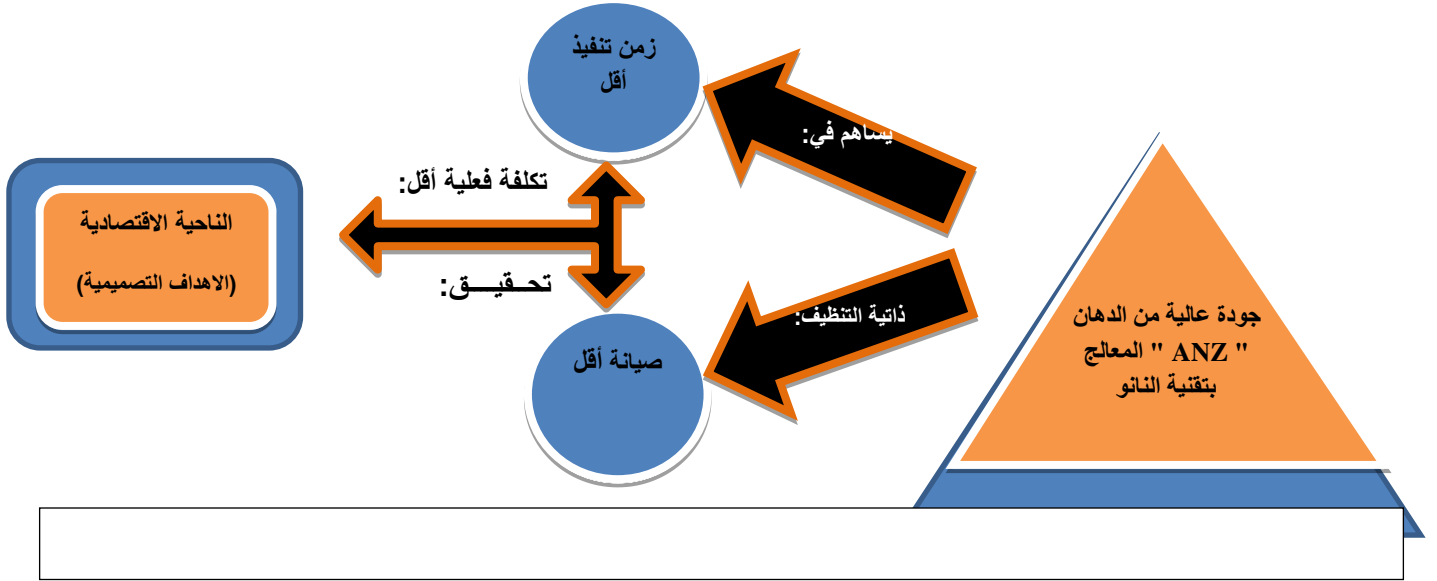 جودة عالية من الدهان
" ANZ " المعالج
بتقنية النانو
يساهم في:
زمن تنفيذ
أقل
ذاتية التنظيف:
صيانة أقل
تكلفة فعلية أقل:
تحـقيـــق:
الناحية الاقتصادية
(الاهداف التصميمية)